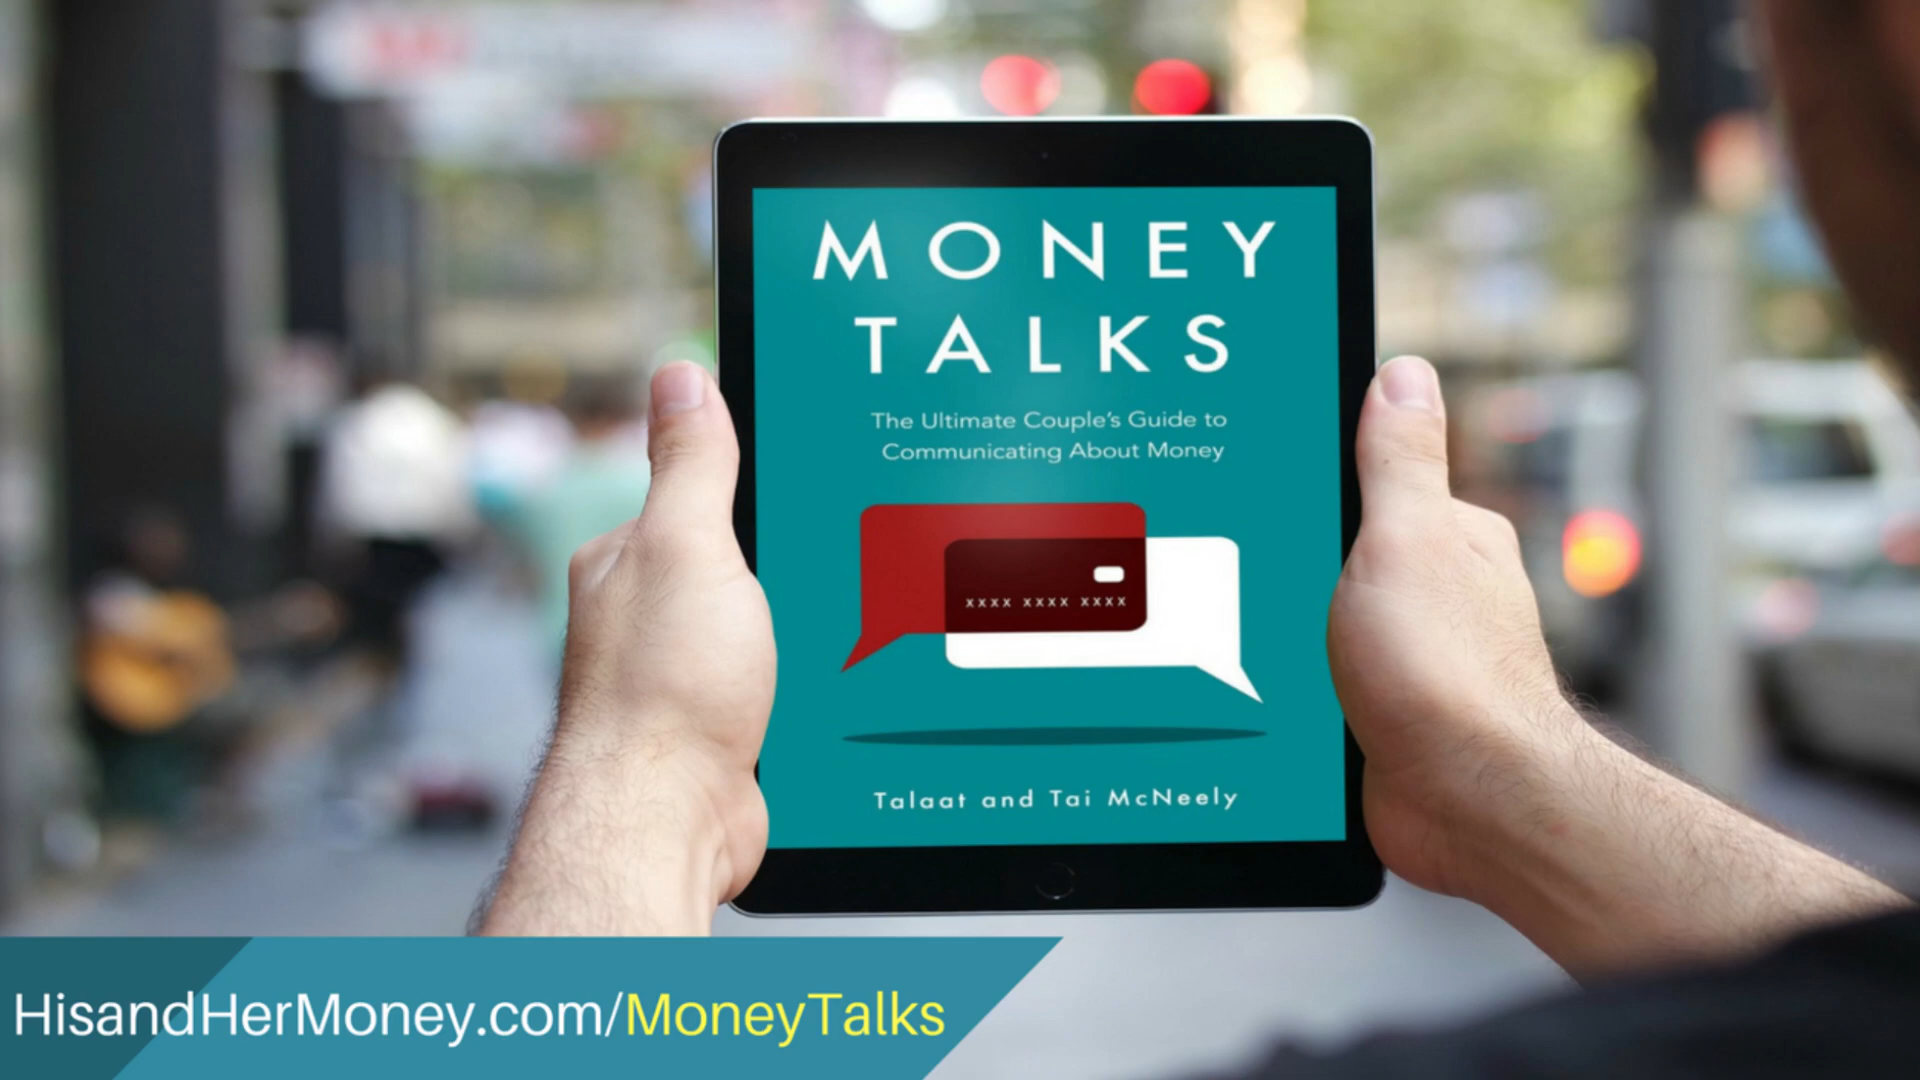 MONEY
TALKS
The Ultimate Couple's Guide to
Communicating About Money
xxxx xxxx xxxx
Talaat and Tai McNeely
HisandHerMoney.com/MoneyTalks